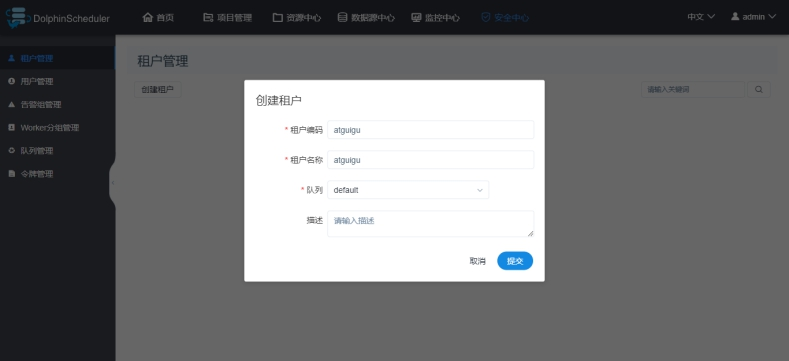 DolphinScheduler 首页 项目管理 资源中心 数据源中心 监控中心 安全中心 中文 admin
租户管理
用户管理
告警组管理
Worker分组管理
队列管理
令牌管理
租户管理
创建租户 请输入关键词
创建租户
* 租户编码 atguigu
* 租户名称 atguigu
* 队列 default
描述 请输入描述
取消 提交